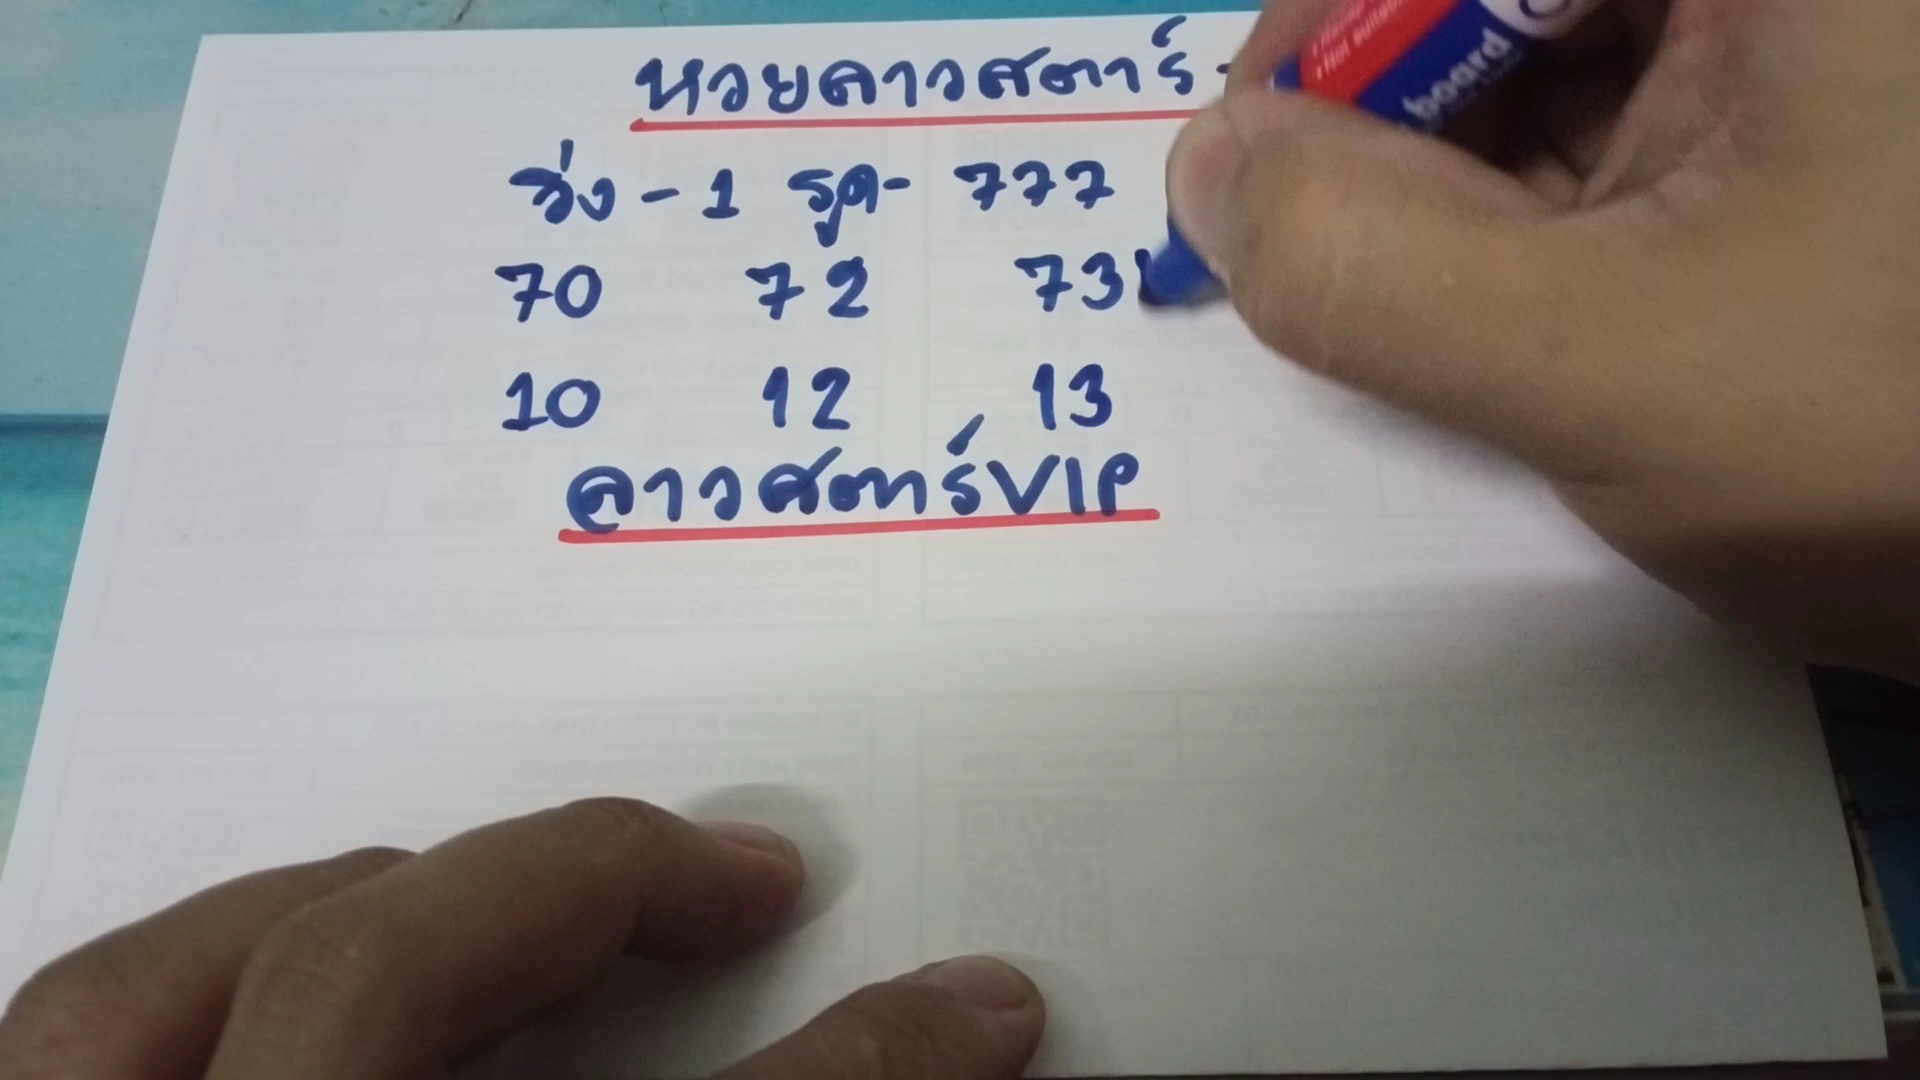 หวยลาวสตาร์-
วิ่ง - 1 รูด - 777
70 72 73
10 12 13
ลาวสตาร์VIP
board